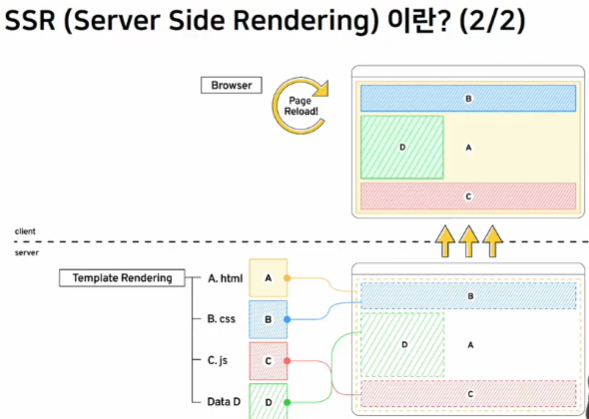 SSR (Server Side Rendering) 이란? (2/2)
Browser
Page
Reload!
B
D
A
C
client
server
Template Rendering
A. html
A
B. css
B
C. js
C
Data D
D
B
D
A
C